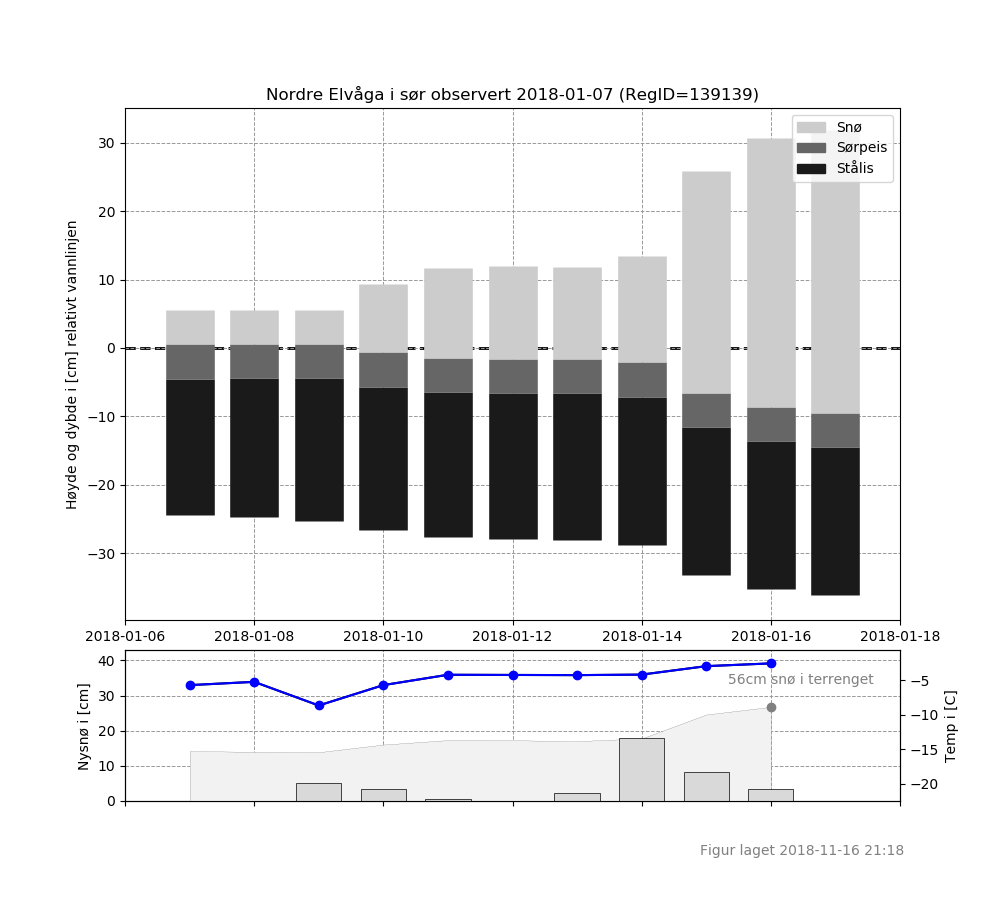 Nordre Elvåga i sør observert 2018-01-07 (RegID=139139)
Snø
Sørpeis
Stålis
Høyde og dybde i [cm] relativt vannlinjen
30
20
10
0
−10
−20
−30
2018-01-06 2018-01-08 2018-01-10 2018-01-12 2018-01-14 2018-01-16 2018-01-18
Nysnø i [cm]
40
30
20
10
0
56cm snø i terrenget
−5
−10
−15
−20
Temp i [C]
Figur laget 2018-11-16 21:18